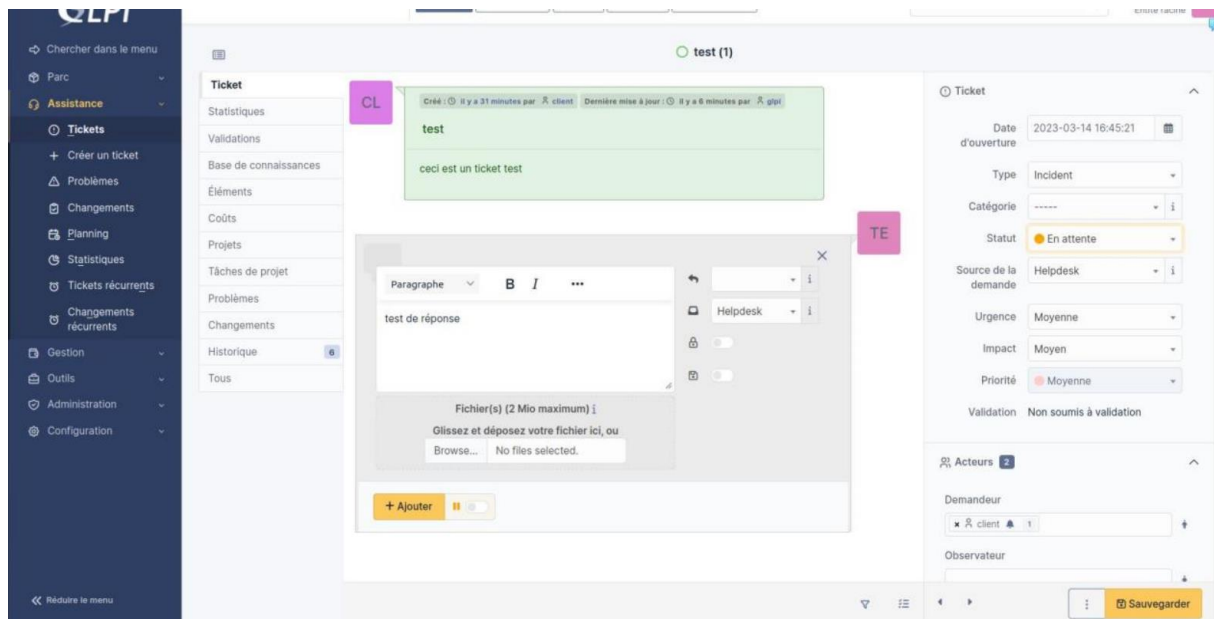 GLPI
Entité racine
Chercher dans le menu
Parc
Assistance
Tickets
Créer un ticket
Problèmes
Changements
Planning
Statistiques
Tickets récurrents
Changements
récurrents
Gestion
Outils
Administration
Configuration
Réduire le menu
test (1)
Ticket
Statistiques
Validations
Base de connaissances
Éléments
Coûts
Projets
Tâches de projet
Problèmes
Changements
Historique 6
Tous
CL
Créé : Il y a 31 minutes par client Dernière mise à jour : Il y a 8 minutes par glpi
test
ceci est un ticket test
TE
Paragraphe B I •••
test de réponse
Helpdesk i
i
Fichier(s) (2 Mio maximum) i
Glissez et déposez votre fichier ici, ou
Browse... No files selected.
+ Ajouter
Ticket
Date
d'ouverture
2023-03-14 16:45:21
Type Incident
Catégorie ----- i
Statut En attente
Source de la
demande
Helpdesk i
Urgence Moyenne
Impact Moyen
Priorité Moyenne
Validation Non soumis à validation
Acteurs 2
Demandeur
× client 1
Observateur
Sauvegarder